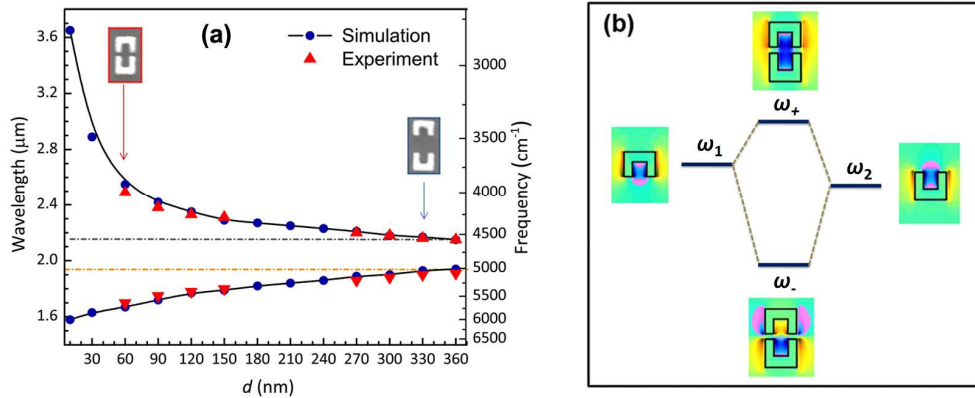 (a)
Simulation
Experiment
Wavelength (μm)
3.6
3.2
2.8
2.4
2.0
1.6
30 60 90 120 150 180 210 240 270 300 330 360
d (nm)
3000
3500
4000
4500
5000
5500
6000
6500
Frequency (cm⁻¹)
(b)
ω₊
ω₁
ω₂
ω₋